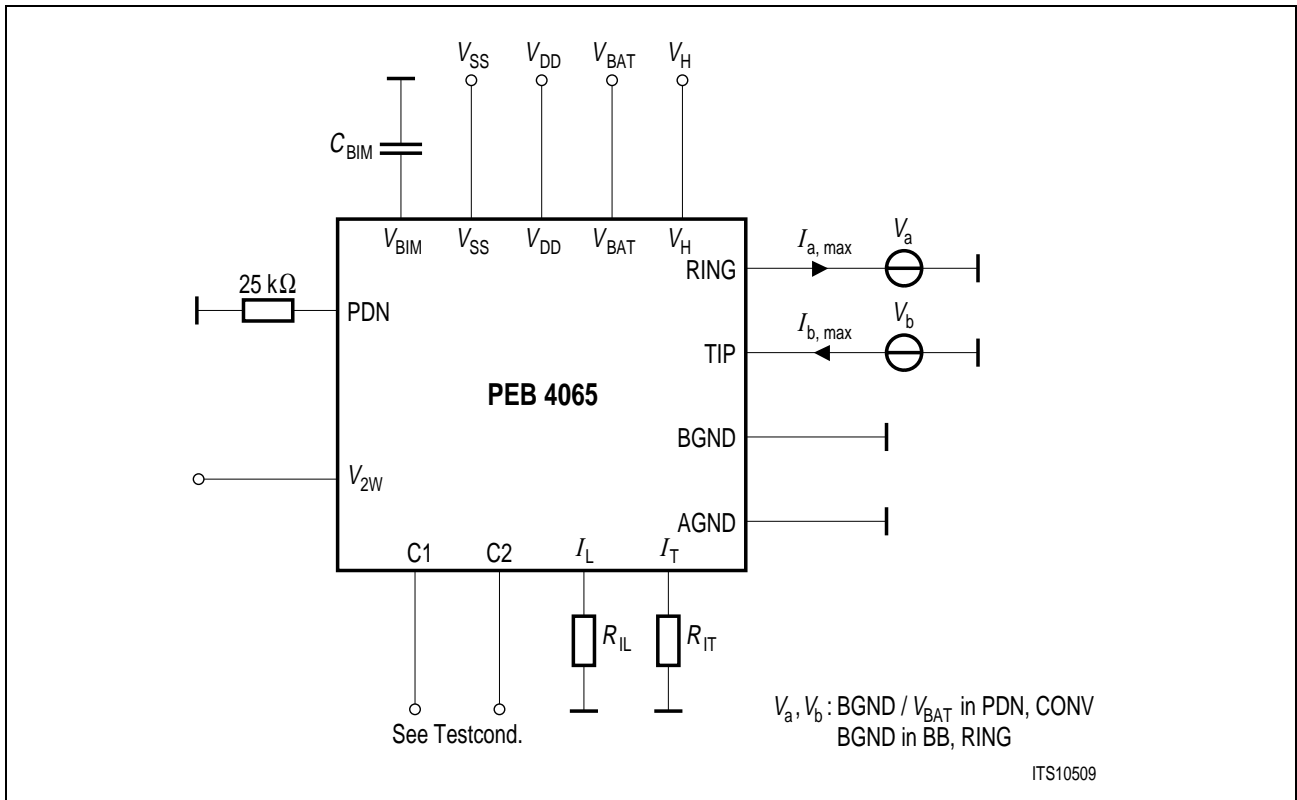 V_SS V_DD V_BAT V_H
C_BIM
V_BIM V_SS V_DD V_BAT V_H
RING I_a, max V_a
25 kΩ
PDN
TIP I_b, max V_b
PEB 4065
BGND
V_2W
AGND
C1 C2 I_L I_T
R_IL R_IT
See Testcond.
V_a, V_b : BGND / V_BAT in PDN, CONV
BGND in BB, RING
ITS10509